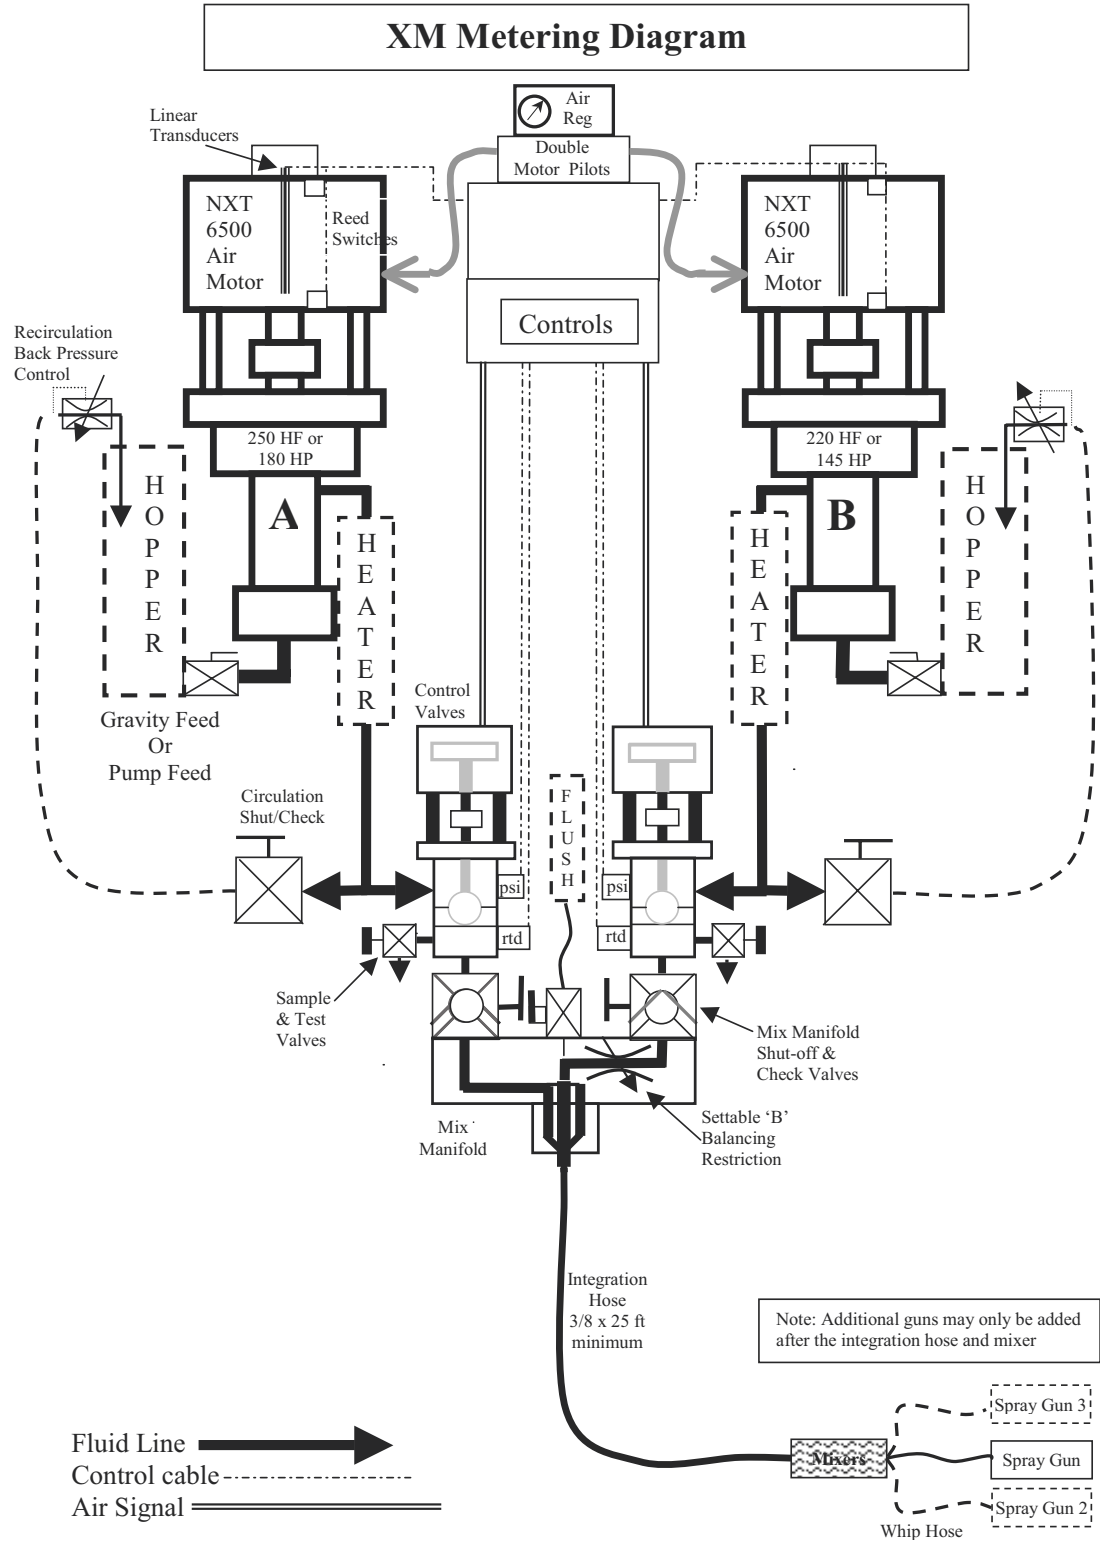 XM Metering Diagram
Air
Reg
Double
Motor Pilots
Linear
Transducers
NXT
6500
Air
Motor
Reed
Switches
NXT
6500
Air
Motor
Controls
Recirculation
Back Pressure
Control
250 HF or
180 HP
220 HF or
145 HP
A
B
HOPPER
HEATER
HEATER
HOPPER
Gravity Feed
Or
Pump Feed
Control
Valves
Circulation
Shut/Check
FLUSH
psi
psi
rtd
rtd
Sample
& Test
Valves
Mix Manifold
Shut-off &
Check Valves
Mix
Manifold
Settable ‘B’
Balancing
Restriction
Integration
Hose
3/8 x 25 ft
minimum
Note: Additional guns may only be added
after the integration hose and mixer
Spray Gun 3
Mixers
Spray Gun
Spray Gun 2
Whip Hose
Fluid Line
Control cable
Air Signal